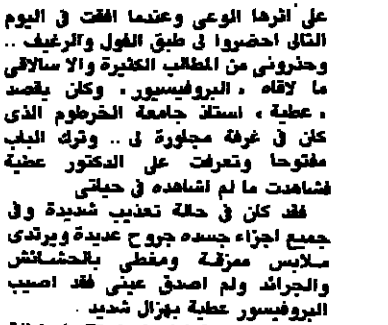 على اثرها الوعى وعندما افقت فى اليوم
التالى احضروا لى طبق الفول والرغيف ..
وحذرونى من المطالب الكثيرة والا سالاقى
ما لاقاه « البروفيسيور » وكان يقصد
« عطية » استاذ جامعة الخرطوم الذى
كان فى غرفة مجاورة لى .. وترك الباب
مفتوحا وتعرفت على الدكتور عطية
فشاهدت ما لم اشاهده فى حياتى
فقد كان فى حالة تعذيب شديدة وفى
جميع اجزاء جسده جروح عديدة ويرتدى
ملابس ممزقة ومغطى بالحشائش
والجرائد ولم اصدق عينى فقد اصيب
البروفيسور عطية بهزال شديد .